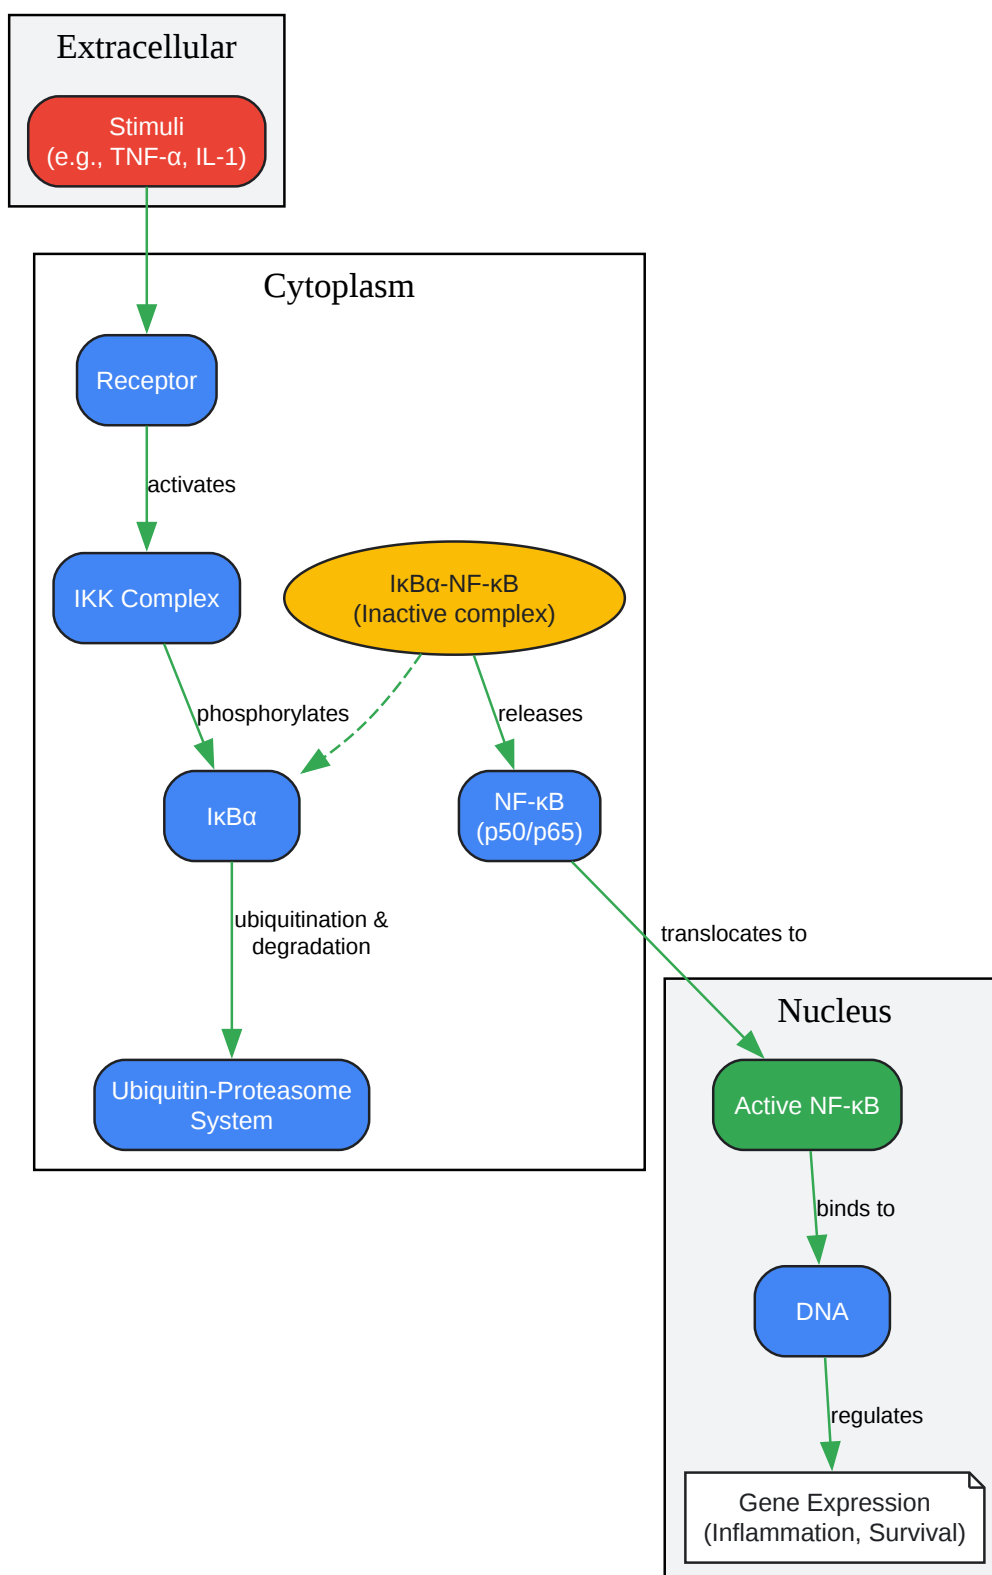 Extracellular
Stimuli
(e.g., TNF-α, IL-1)
Cytoplasm
Receptor
activates
IKK Complex
IκBα-NF-κB
(Inactive complex)
phosphorylates
releases
IκBα
NF-κB
(p50/p65)
ubiquitination &
degradation
translocates to
Nucleus
Ubiquitin-Proteasome
System
Active NF-κB
binds to
DNA
regulates
Gene Expression
(Inflammation, Survival)